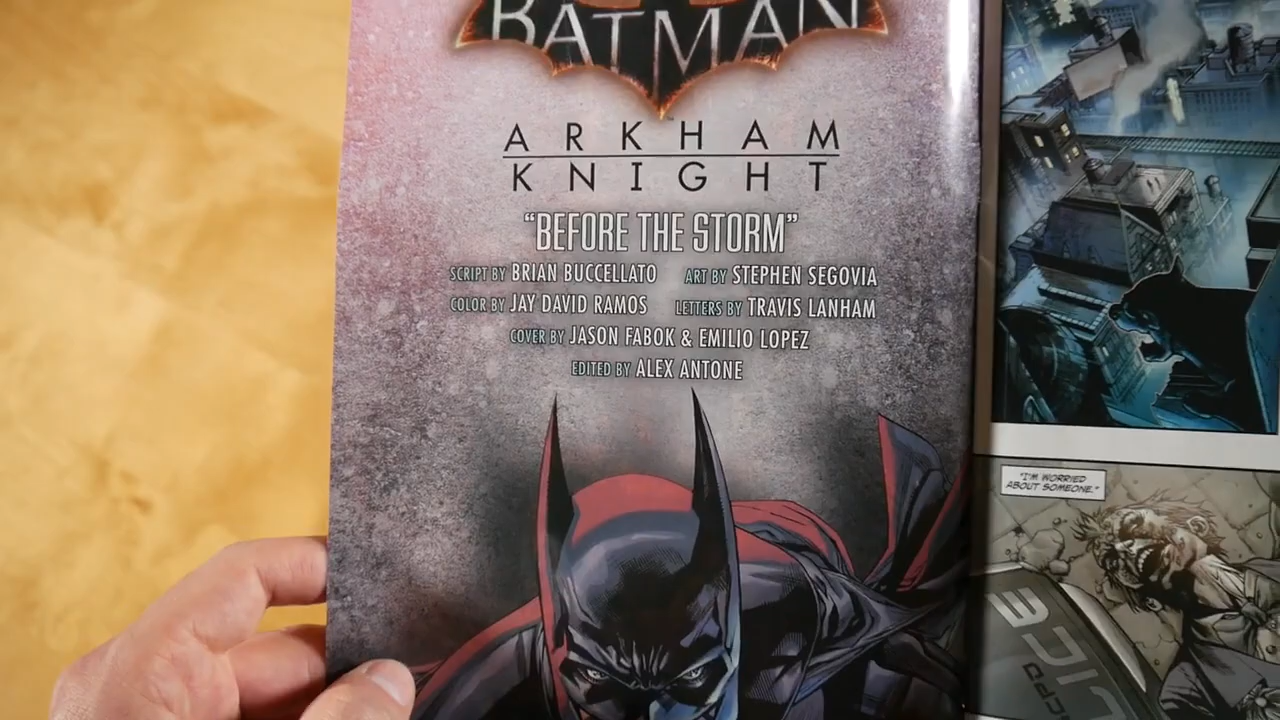 BATMAN
ARKHAM
KNIGHT
"BEFORE THE STORM"
SCRIPT BY BRIAN BUCCELLATO ART BY STEPHEN SEGOVIA
COLOR BY JAY DAVID RAMOS LETTERS BY TRAVIS LANHAM
COVER BY JASON FABOK & EMILIO LOPEZ
EDITED BY ALEX ANTONE
"I'M WORRIED
ABOUT SOMEONE."